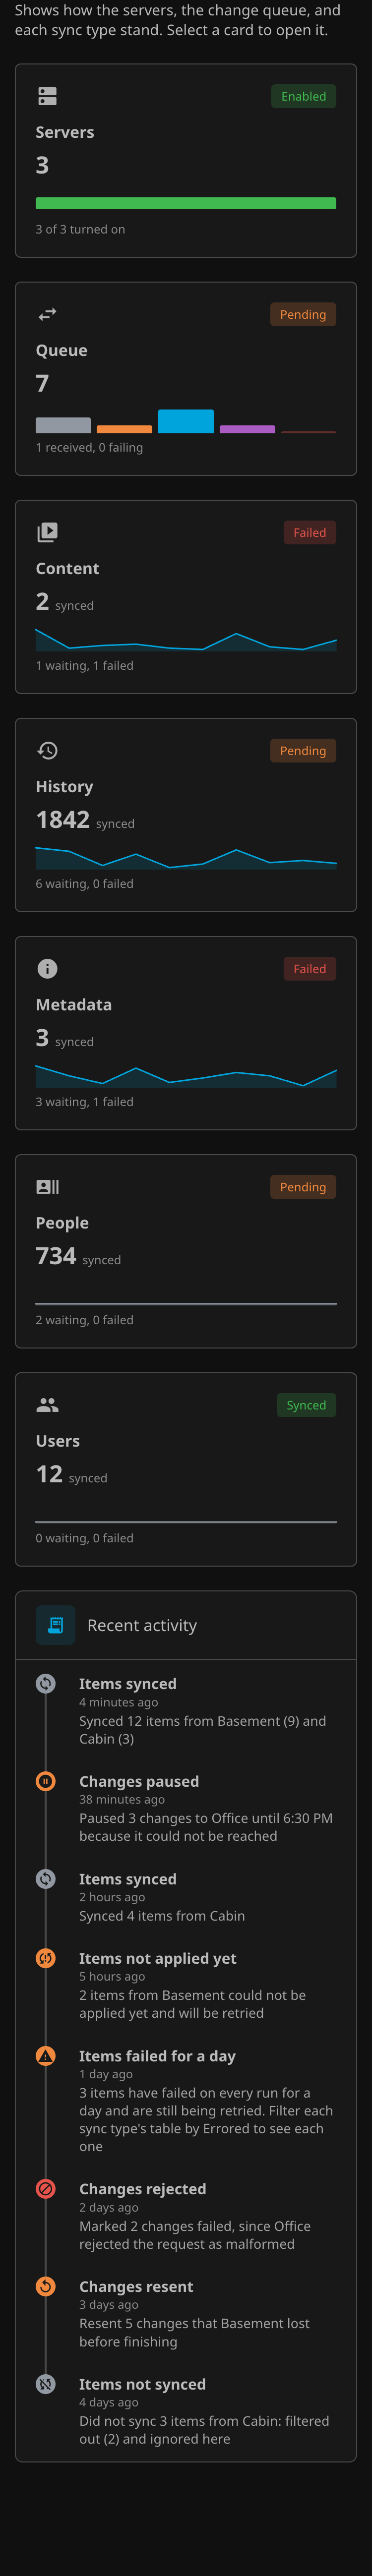 Shows how the servers, the change queue, and
each sync type stand. Select a card to open it.
Enabled
Servers
3
3 of 3 turned on
Pending
Queue
7
1 received, 0 failing
Failed
Content
2 synced
1 waiting, 1 failed
Pending
History
1842 synced
6 waiting, 0 failed
Failed
Metadata
3 synced
3 waiting, 1 failed
Pending
People
734 synced
2 waiting, 0 failed
Synced
Users
12 synced
0 waiting, 0 failed
Recent activity
Items synced
4 minutes ago
Synced 12 items from Basement (9) and
Cabin (3)
Changes paused
38 minutes ago
Paused 3 changes to Office until 6:30 PM
because it could not be reached
Items synced
2 hours ago
Synced 4 items from Cabin
Items not applied yet
5 hours ago
2 items from Basement could not be
applied yet and will be retried
Items failed for a day
1 day ago
3 items have failed on every run for a
day and are still being retried. Filter each
sync type's table by Errored to see each
one
Changes rejected
2 days ago
Marked 2 changes failed, since Office
rejected the request as malformed
Changes resent
3 days ago
Resent 5 changes that Basement lost
before finishing
Items not synced
4 days ago
Did not sync 3 items from Cabin: filtered
out (2) and ignored here